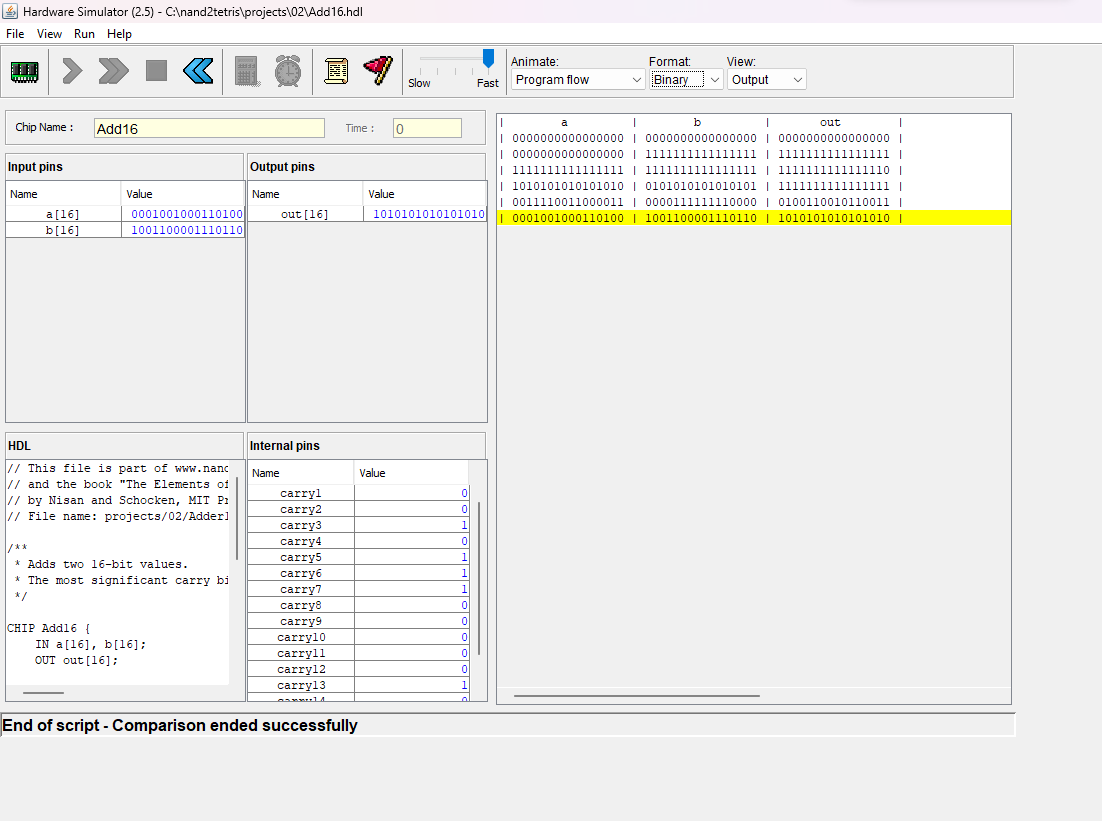 Hardware Simulator (2.5) - C:\nand2tetris\projects\02\Add16.hdl
File View Run Help
Animate: Format: View:
Slow Fast Program flow Binary Output
Chip Name : Add16 Time : 0
Input pins
Name Value
a[16] 0001001000110100
b[16] 1001100001110110
Output pins
Name Value
out[16] 1010101010101010
HDL
// This file is part of www.nand
// and the book "The Elements of
// by Nisan and Schocken, MIT Pr
// File name: projects/02/Adder1
/**
* Adds two 16-bit values.
* The most significant carry bi
*/
CHIP Add16 {
IN a[16], b[16];
OUT out[16];
Internal pins
Name Value
carry1 0
carry2 0
carry3 1
carry4 0
carry5 1
carry6 1
carry7 1
carry8 0
carry9 0
carry10 0
carry11 0
carry12 0
carry13 1
carry14 0
| a | b | out |
| 0000000000000000 | 0000000000000000 | 0000000000000000 |
| 0000000000000000 | 1111111111111111 | 1111111111111111 |
| 1111111111111111 | 1111111111111111 | 1111111111111110 |
| 1010101010101010 | 0101010101010101 | 1111111111111111 |
| 0011110011000011 | 0000111111110000 | 0100110010110011 |
| 0001001000110100 | 1001100001110110 | 1010101010101010 |
End of script - Comparison ended successfully